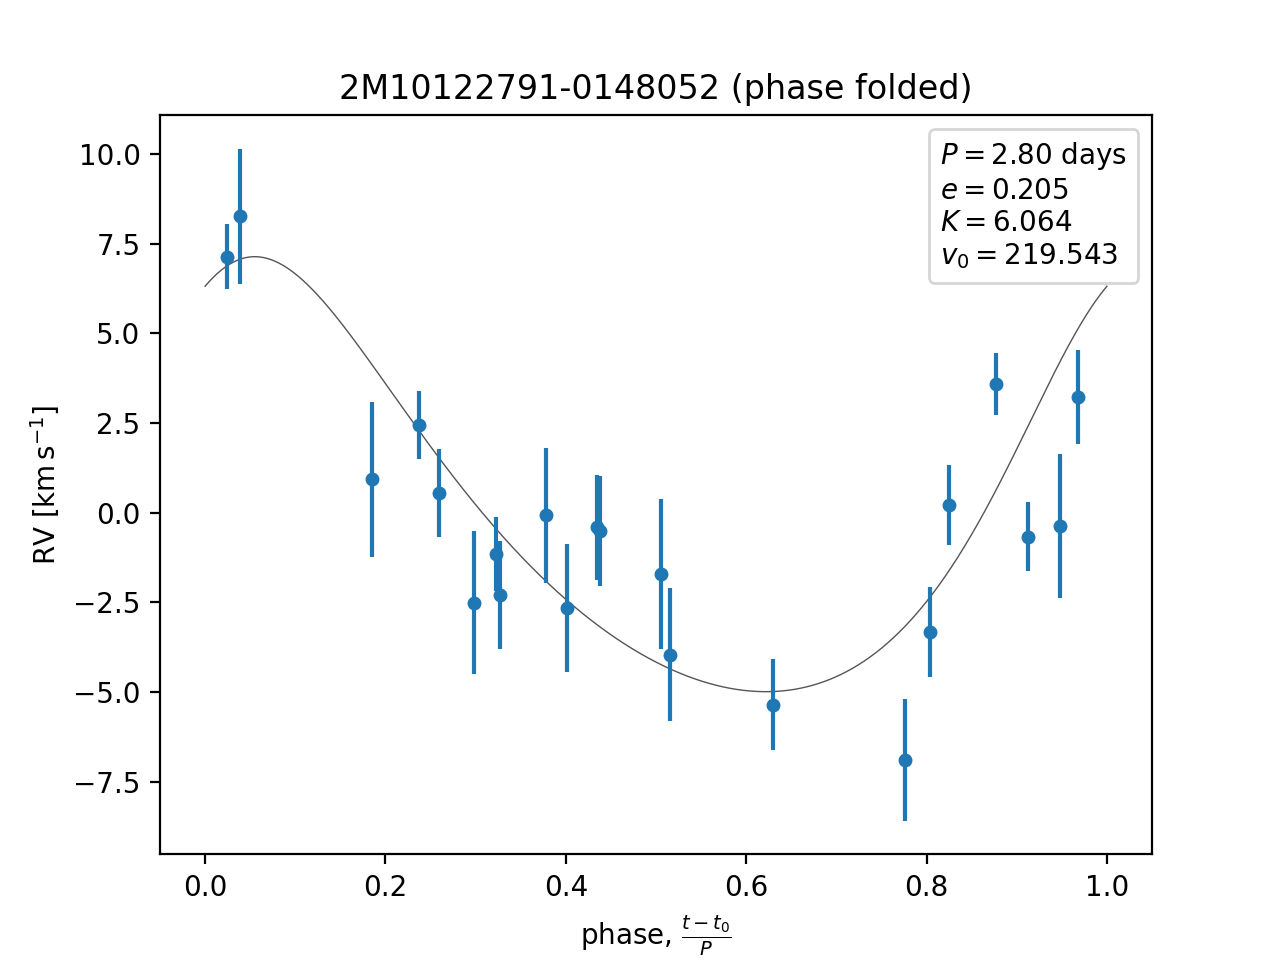 2M10122791-0148052 (phase folded)
P = 2.80 days
e = 0.205
K = 6.064
v₀ = 219.543
RV [km s⁻¹]
10.0
7.5
5.0
2.5
0.0
−2.5
−5.0
−7.5
0.0 0.2 0.4 0.6 0.8 1.0
phase, (t − t₀)/P